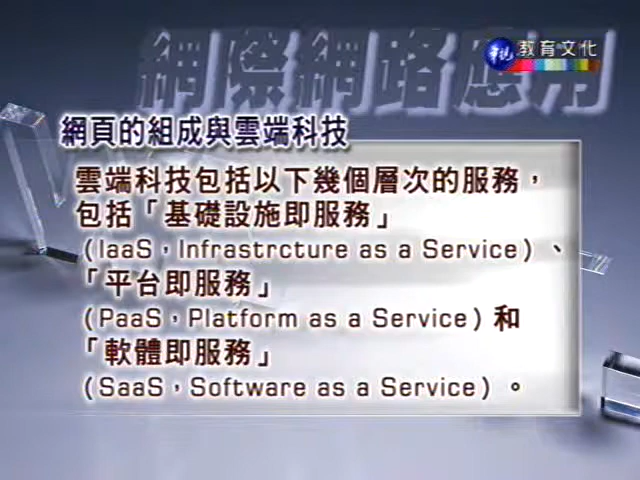 網際網路應用
華視 教育文化
網頁的組成與雲端科技
雲端科技包括以下幾個層次的服務，
包括「基礎設施即服務」
(IaaS，Infrastrcture as a Service)、
「平台即服務」
(PaaS，Platform as a Service) 和
「軟體即服務」
(SaaS，Software as a Service)。